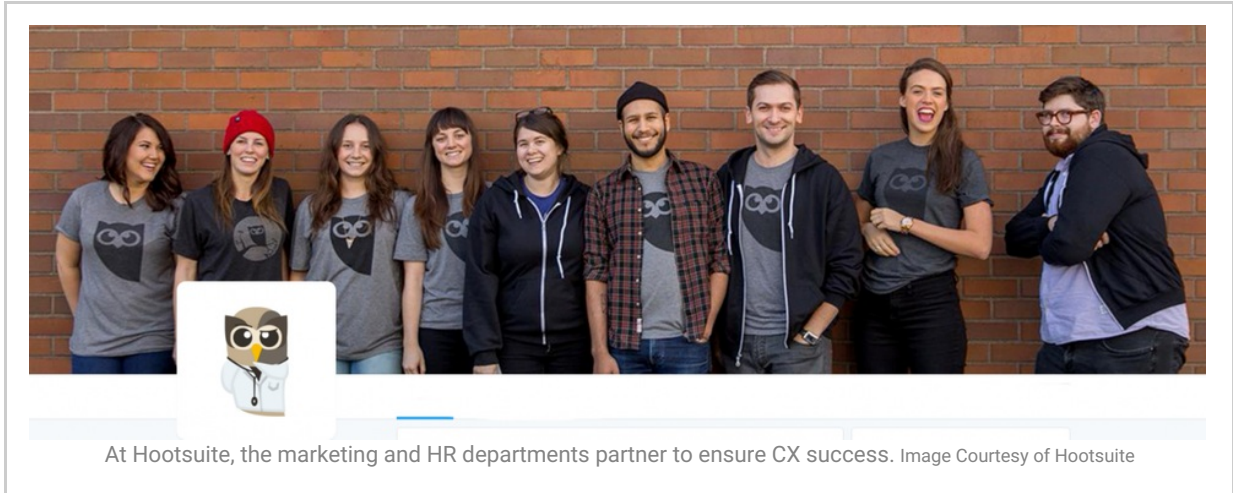 At Hootsuite, the marketing and HR departments partner to ensure CX success. Image Courtesy of Hootsuite